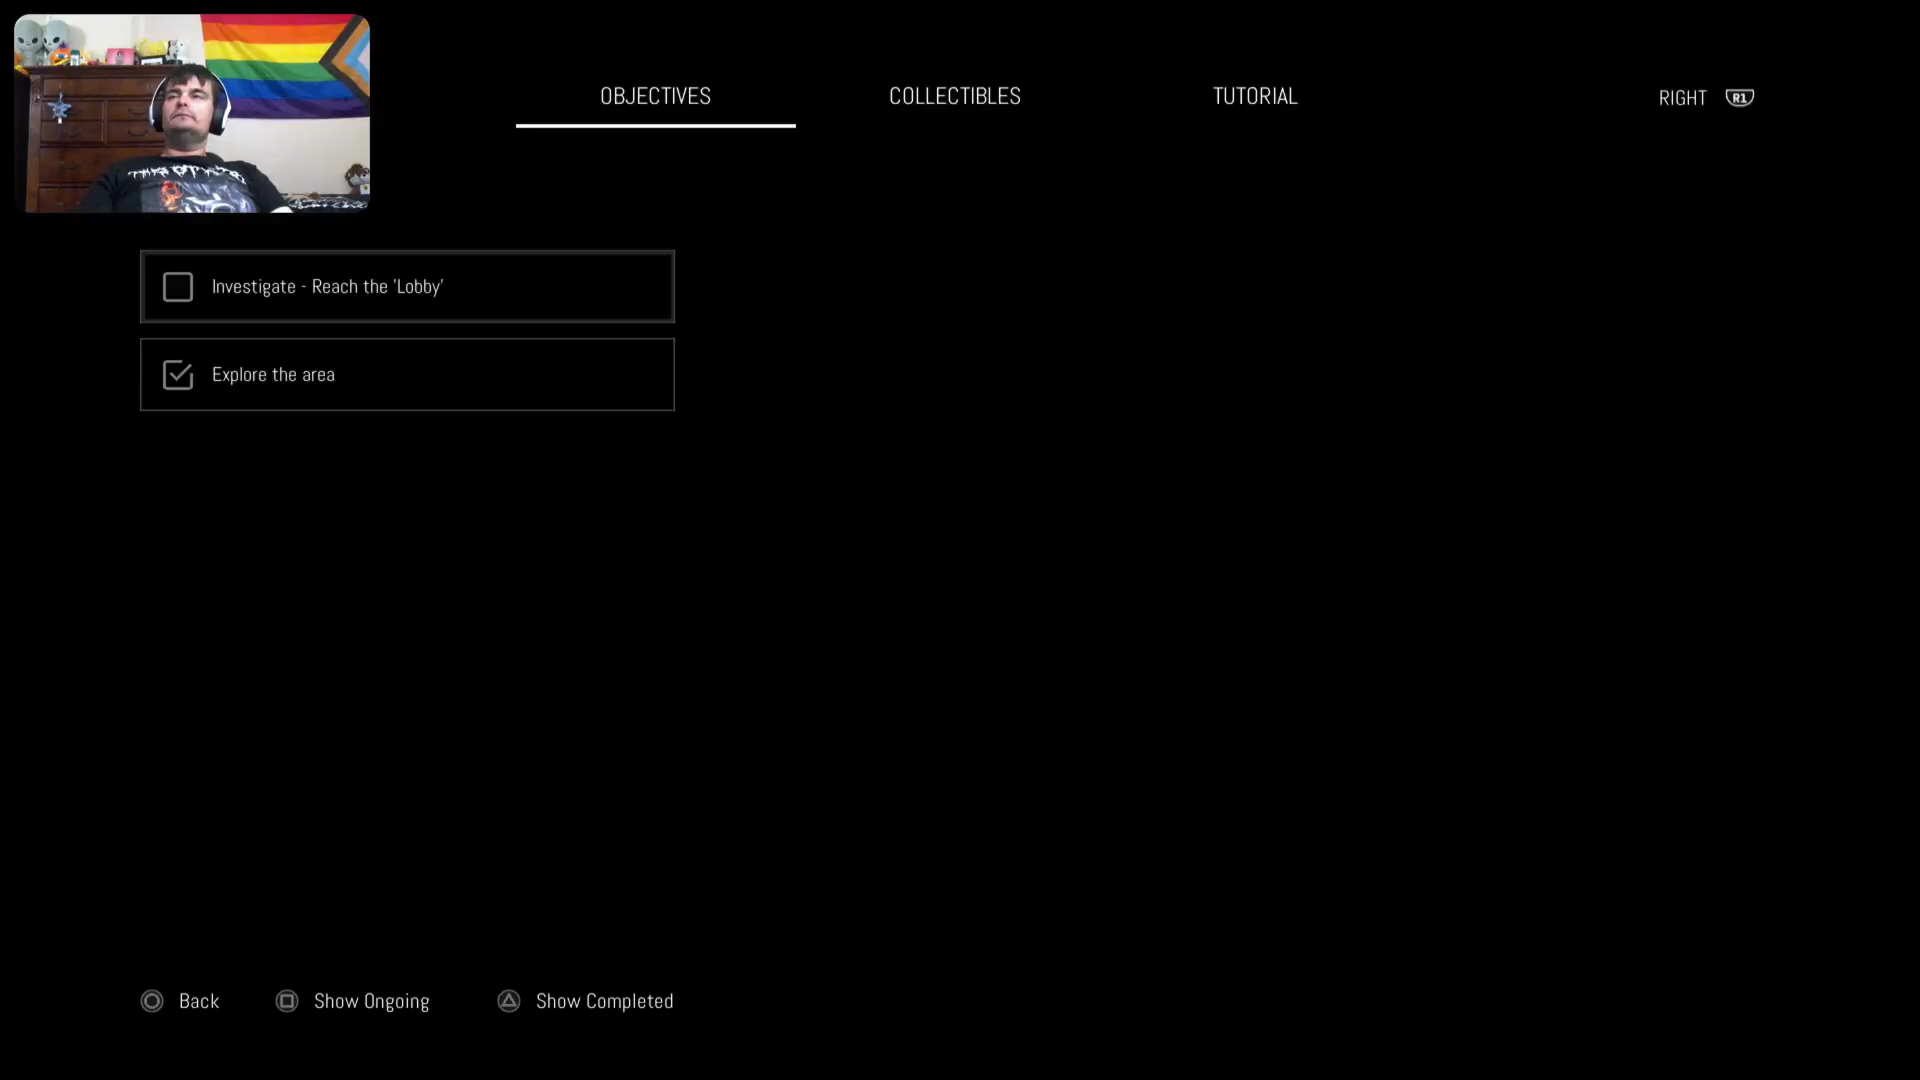 OBJECTIVES
COLLECTIBLES
TUTORIAL
RIGHT R1
Investigate - Reach the 'Lobby'
Explore the area
Back
Show Ongoing
Show Completed